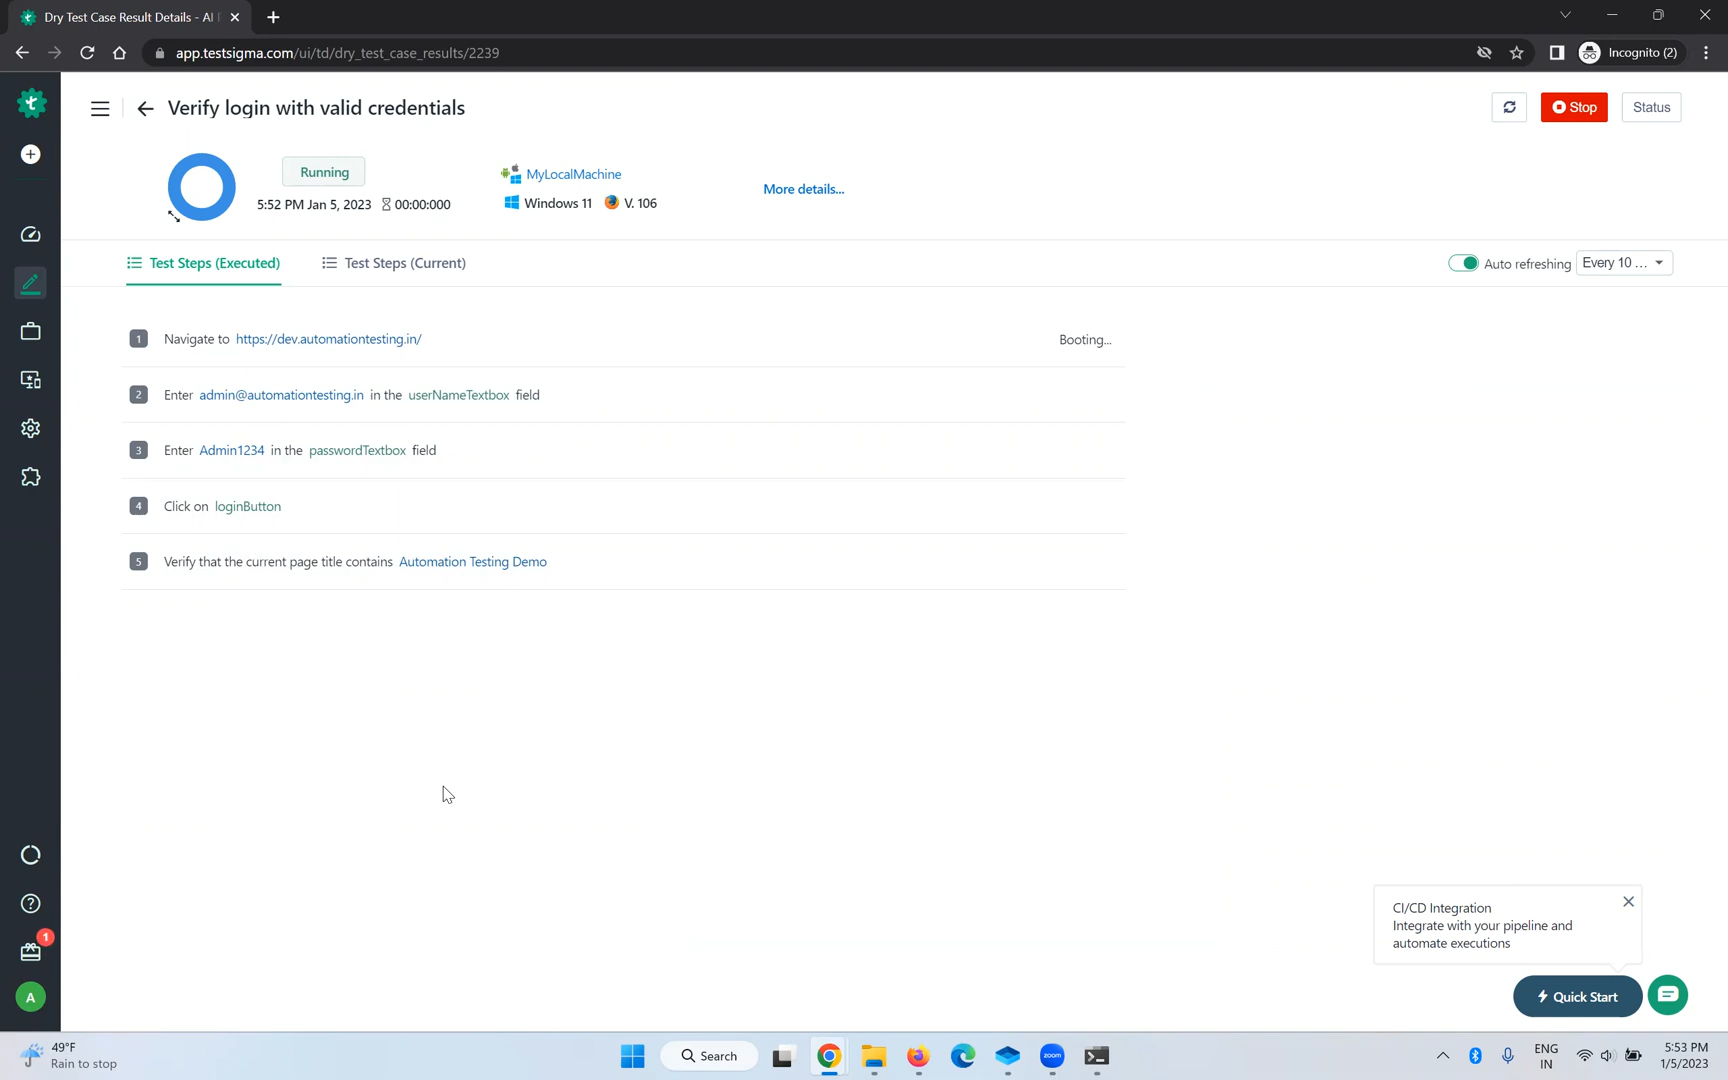 Dry Test Case Result Details - AI
app.testsigma.com/ui/td/dry_test_case_results/2239
Incognito (2)
Verify login with valid credentials
Stop
Status
Running
5:52 PM Jan 5, 2023 00:00:000
MyLocalMachine
Windows 11 V. 106
More details...
Test Steps (Executed)
Test Steps (Current)
Auto refreshing
Every 10 ...
1 Navigate to https://dev.automationtesting.in/ Booting...
2 Enter admin@automationtesting.in in the userNameTextbox field
3 Enter Admin1234 in the passwordTextbox field
4 Click on loginButton
5 Verify that the current page title contains Automation Testing Demo
CI/CD Integration
Integrate with your pipeline and
automate executions
Quick Start
1
A
49°F
Rain to stop
Search
zoom
ENG
IN
5:53 PM
1/5/2023